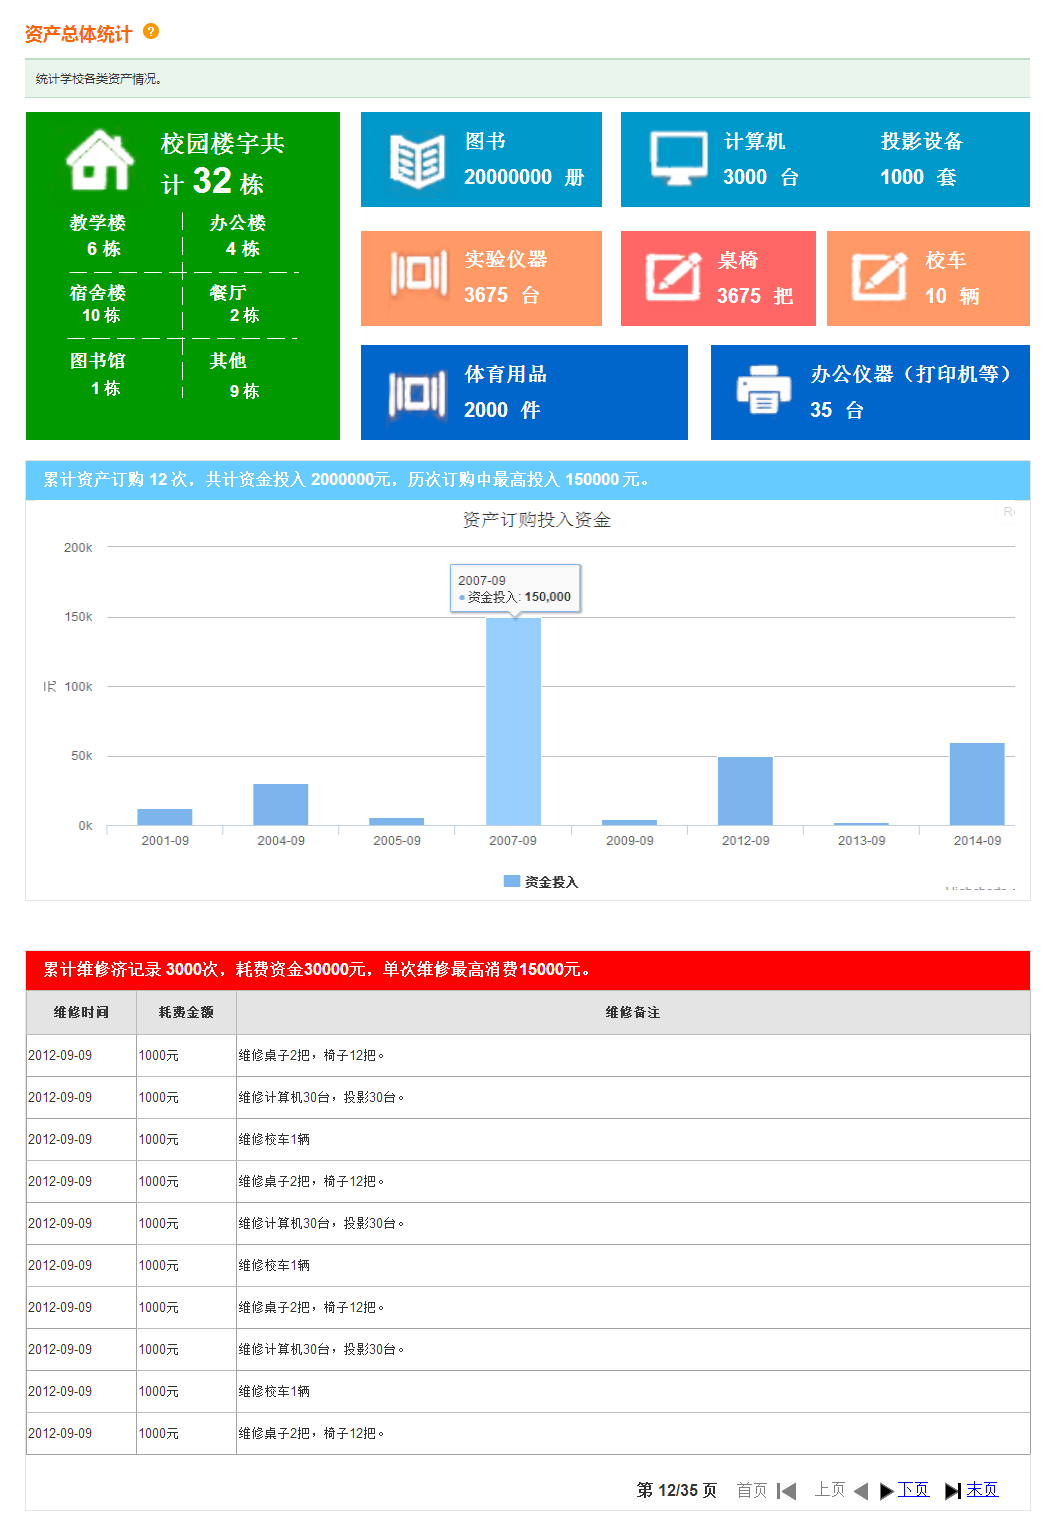 资产总体统计 ?
统计学校各类资产情况。
校园楼宇共
计 32 栋
教学楼 办公楼
6 栋 4 栋
宿舍楼 餐厅
10 栋 2 栋
图书馆 其他
1 栋 9 栋
图书
20000000 册
计算机 投影设备
3000 台 1000 套
实验仪器
3675 台
桌椅
3675 把
校车
10 辆
体育用品
2000 件
办公仪器（打印机等）
35 台
累计资产订购 12 次，共计资金投入 2000000元，历次订购中最高投入 150000 元。
资产订购投入资金
200k
150k
100k
50k
0k
元
2007-09
资金投入: 150,000
2001-09 2004-09 2005-09 2007-09 2009-09 2012-09 2013-09 2014-09
资金投入
累计维修济记录 3000次，耗费资金30000元，单次维修最高消费15000元。
维修时间 耗费金额 维修备注
2012-09-09 1000元 维修桌子2把，椅子12把。
2012-09-09 1000元 维修计算机30台，投影30台。
2012-09-09 1000元 维修校车1辆
2012-09-09 1000元 维修桌子2把，椅子12把。
2012-09-09 1000元 维修计算机30台，投影30台。
2012-09-09 1000元 维修校车1辆
2012-09-09 1000元 维修桌子2把，椅子12把。
2012-09-09 1000元 维修计算机30台，投影30台。
2012-09-09 1000元 维修校车1辆
2012-09-09 1000元 维修桌子2把，椅子12把。
第 12/35 页 首页 上页 下页 末页